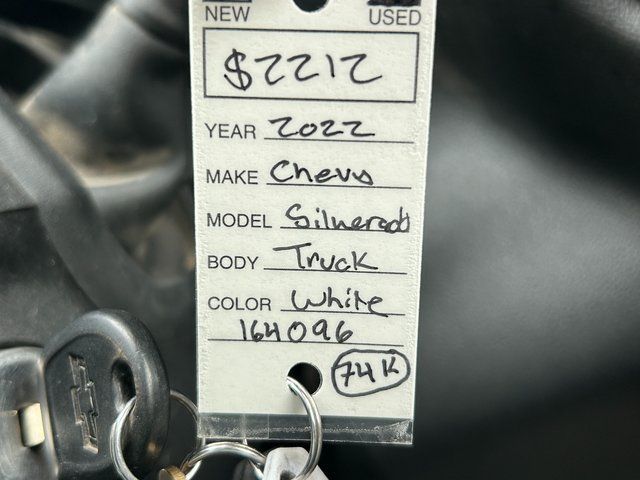 NEW USED
$2212
YEAR 2022
MAKE Chevy
MODEL Silverado
BODY Truck
COLOR White
164096
74K